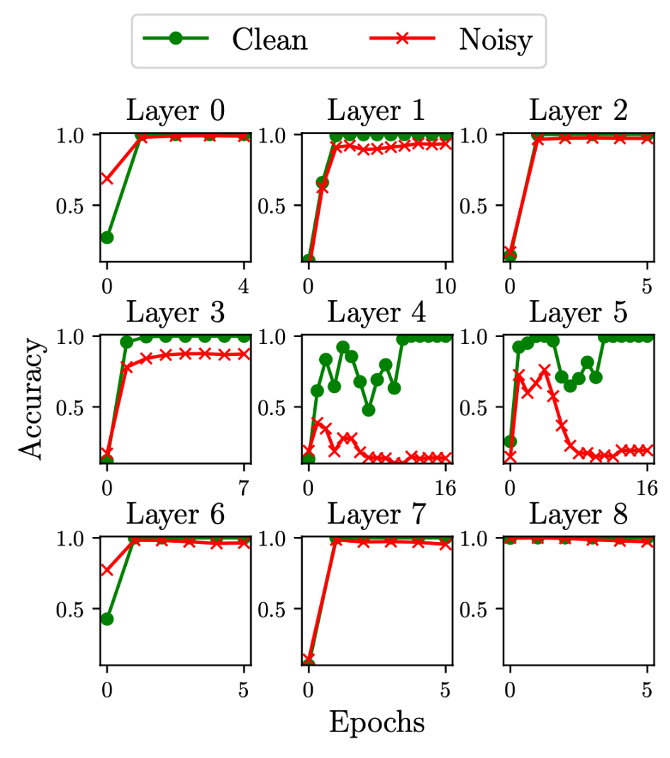 Clean Noisy
Layer 0 Layer 1 Layer 2
1.0 1.0 1.0
0.5 0.5 0.5
0 4 0 10 0 5
Layer 3 Layer 4 Layer 5
1.0 1.0 1.0
0.5 0.5 0.5
0 7 0 16 0 16
Accuracy
Layer 6 Layer 7 Layer 8
1.0 1.0 1.0
0.5 0.5 0.5
0 5 0 5 0 5
Epochs